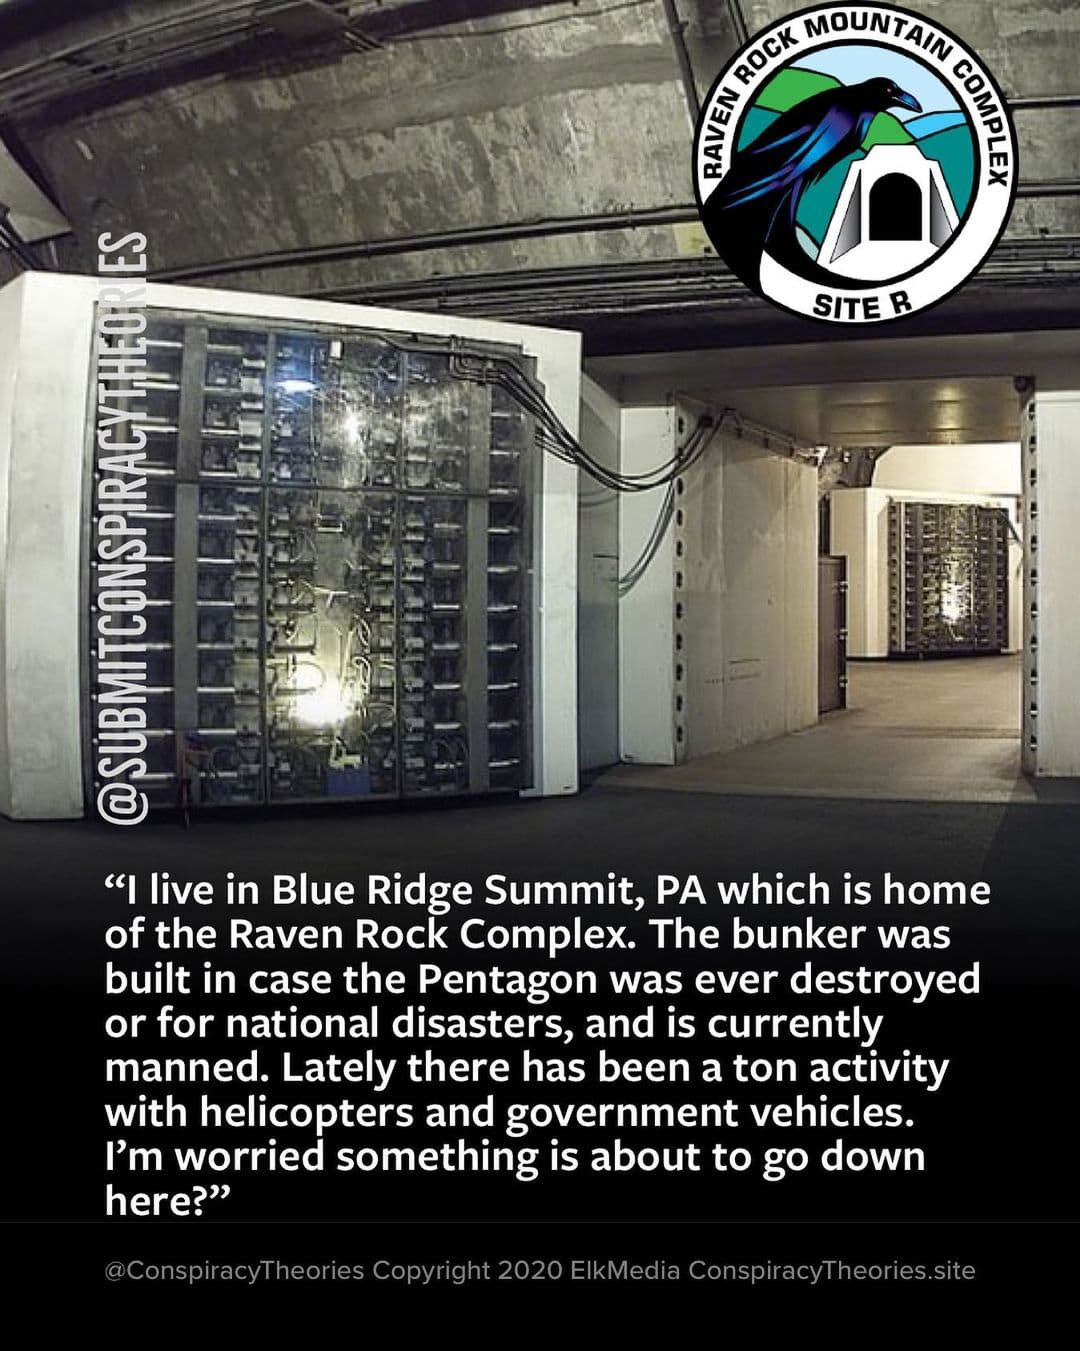 RAVEN ROCK MOUNTAIN COMPLEX
SITE R
@SUBMITCONSPIRACYTHEORIES
“I live in Blue Ridge Summit, PA which is home
of the Raven Rock Complex. The bunker was
built in case the Pentagon was ever destroyed
or for national disasters, and is currently
manned. Lately there has been a ton activity
with helicopters and government vehicles.
I’m worried something is about to go down
here?”
@ConspiracyTheories Copyright 2020 ElkMedia ConspiracyTheories.site